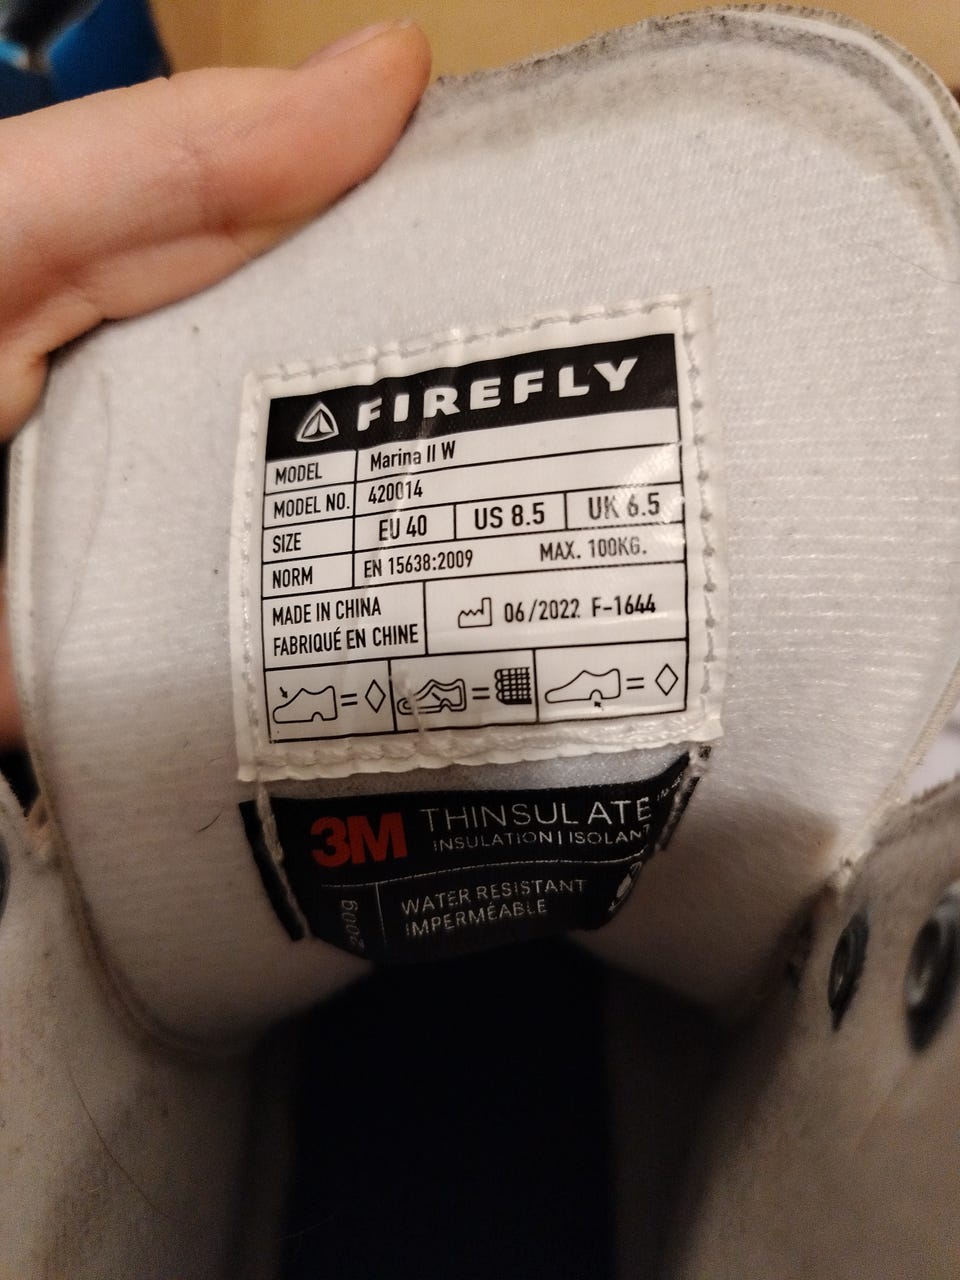 FIREFLY
MODEL Marina II W
MODEL NO. 420014
SIZE EU 40 US 8.5 UK 6.5
NORM EN 15638:2009 MAX. 100KG.
MADE IN CHINA
FABRIQUÉ EN CHINE
06/2022 F-1644
3M THINSULATE
INSULATION | ISOLANT
WATER RESISTANT
IMPERMÉABLE
200g